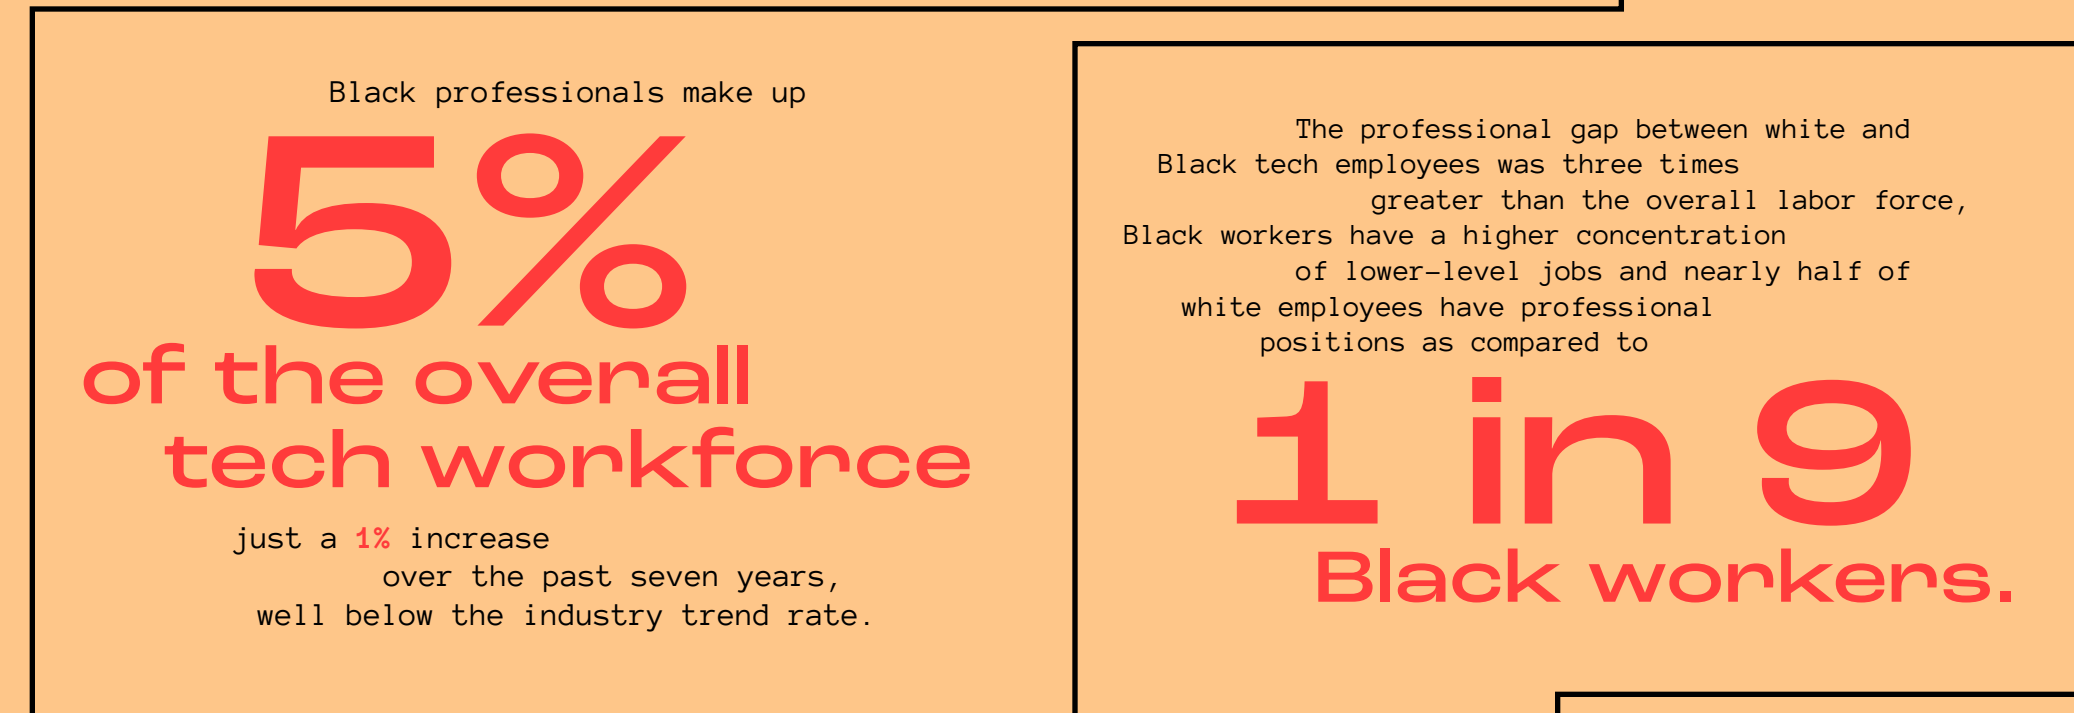 Black professionals make up
5%
of the overall
tech workforce
just a 1% increase
over the past seven years,
well below the industry trend rate.
The professional gap between white and
Black tech employees was three times
greater than the overall labor force,
Black workers have a higher concentration
of lower-level jobs and nearly half of
white employees have professional
positions as compared to
1 in 9
Black workers.